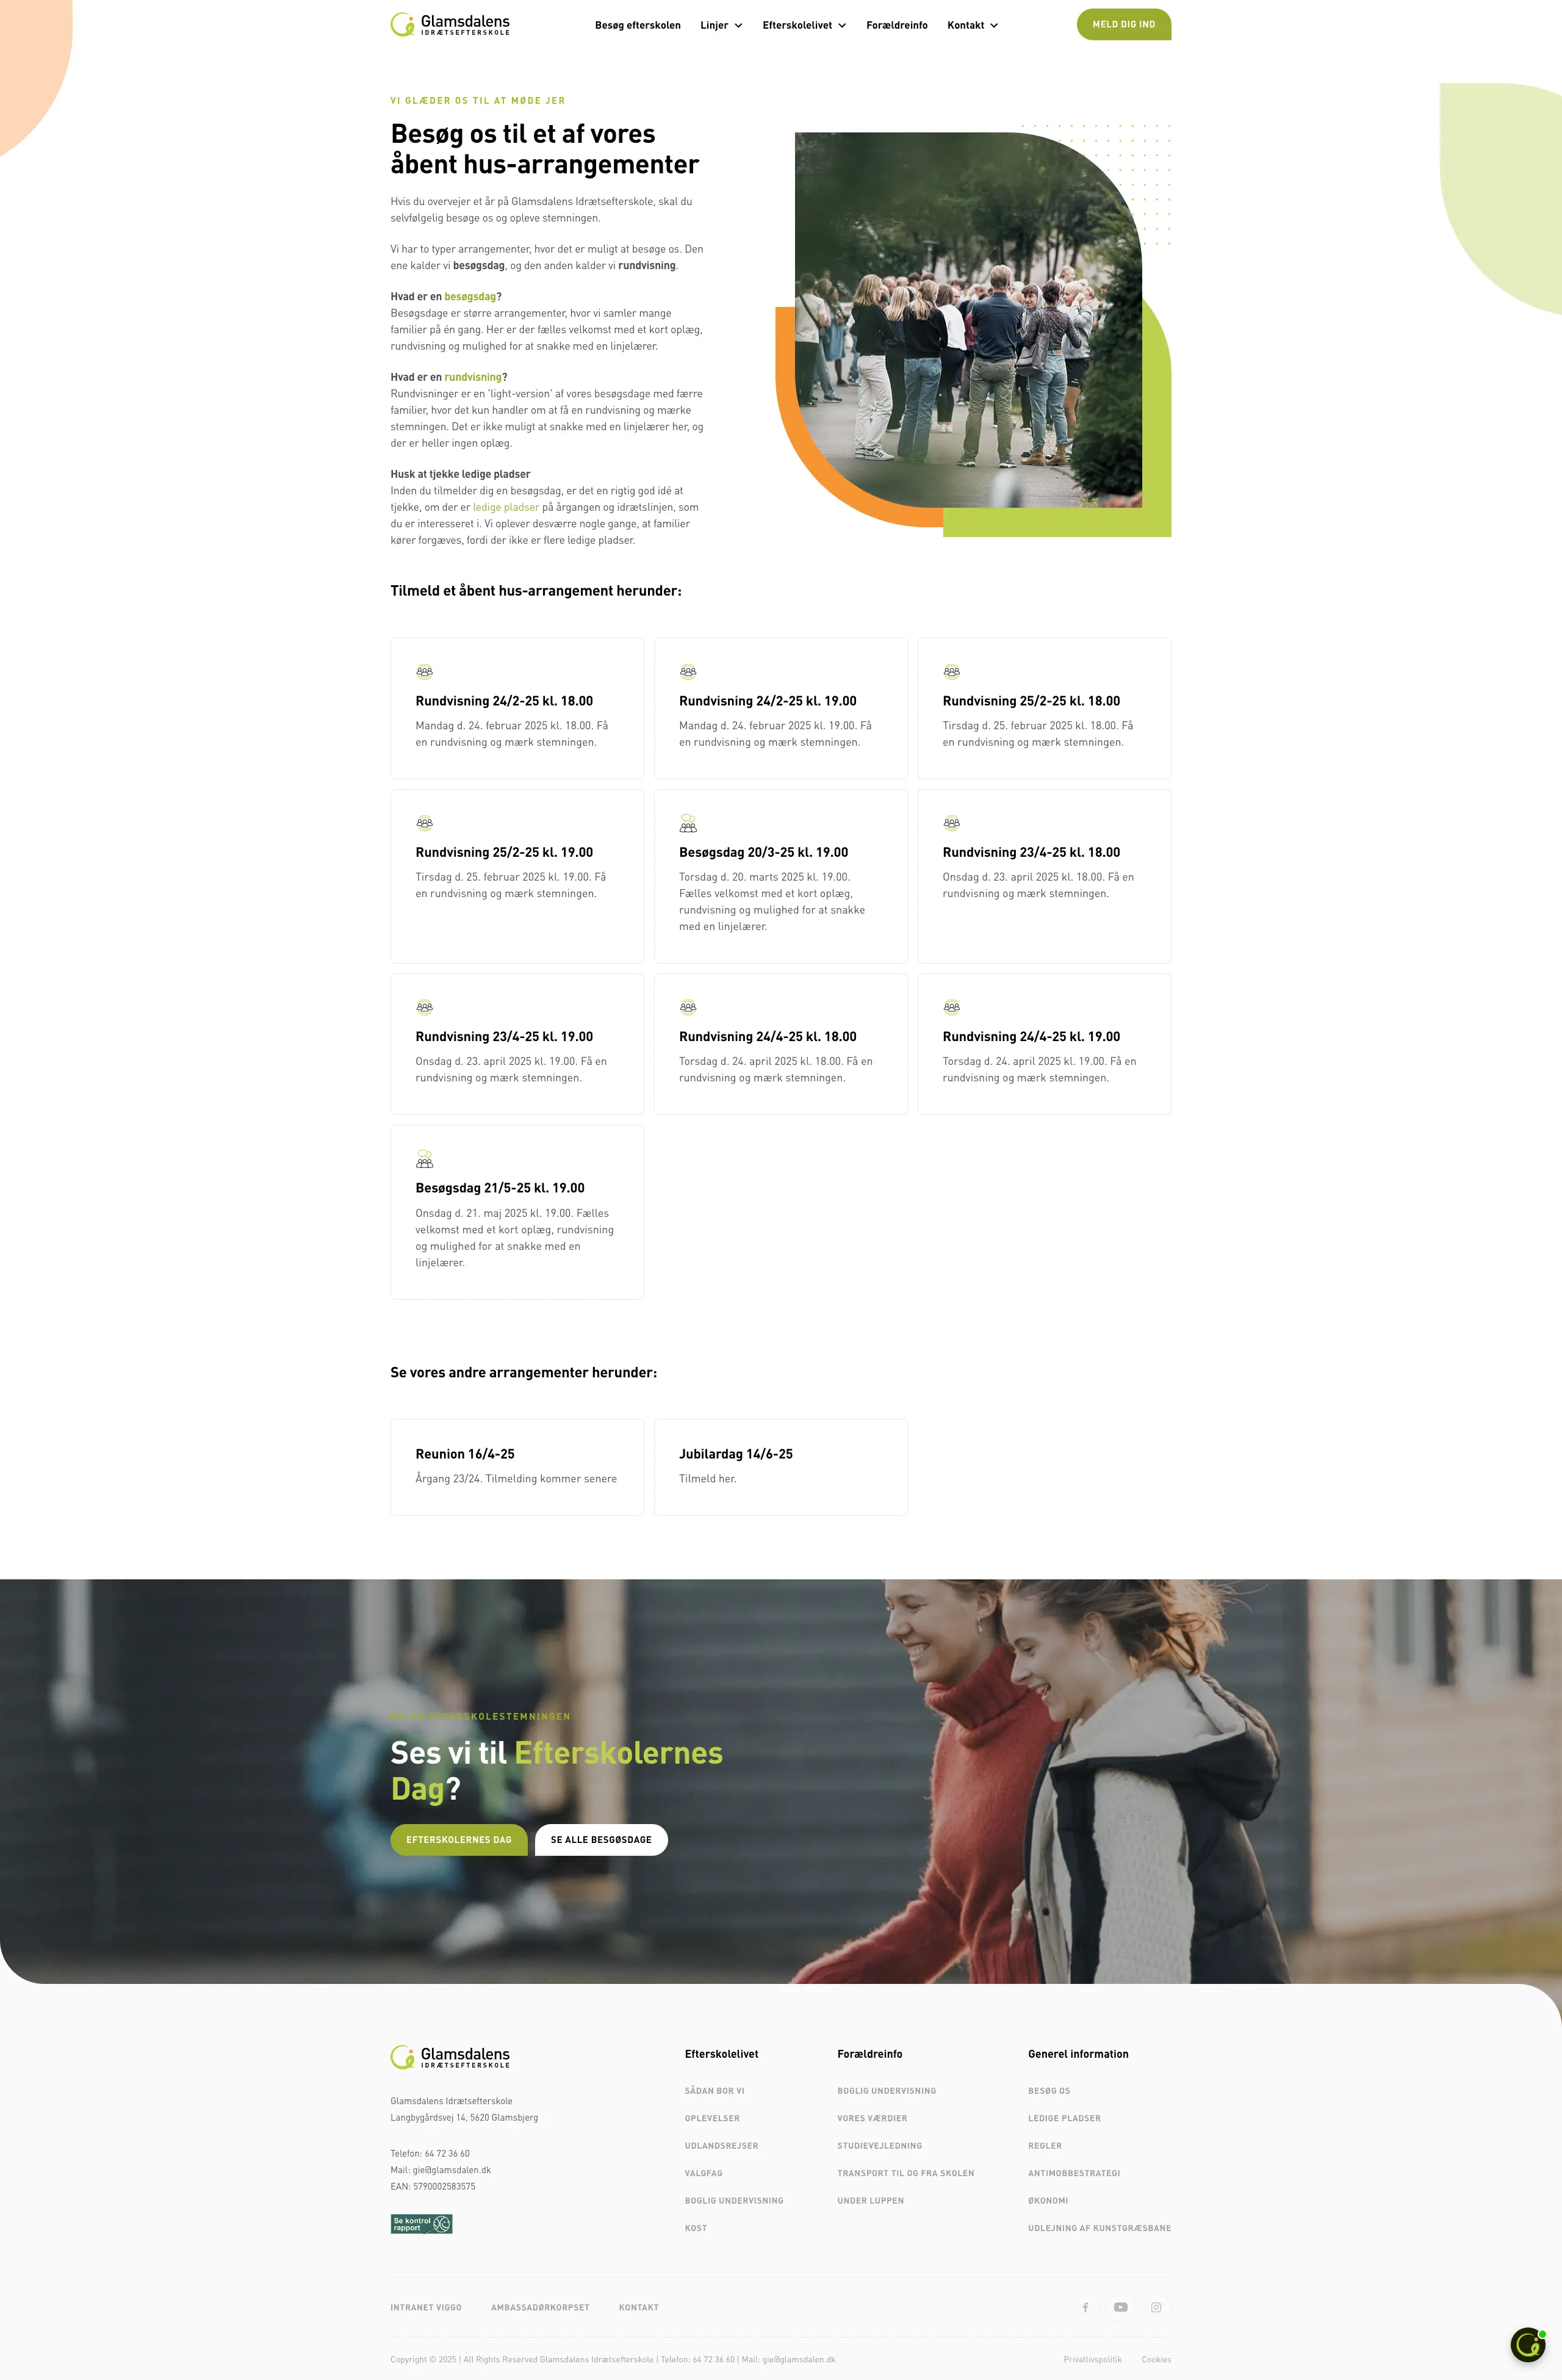 Glamsdalens
IDRÆTSEFTERSKOLE
Besøg efterskolen
Linjer
Efterskolelivet
Forældreinfo
Kontakt
MELD DIG IND
VI GLÆDER OS TIL AT MØDE JER
Besøg os til et af vores
åbent hus-arrangementer
Hvis du overvejer et år på Glamsdalens Idrætsefterskole, skal du
selvfølgelig besøge os og opleve stemningen.
Vi har to typer arrangementer, hvor det er muligt at besøge os. Den
ene kalder vi besøgsdag, og den anden kalder vi rundvisning.
Hvad er en besøgsdag?
Besøgsdage er større arrangementer, hvor vi samler mange
familier på én gang. Her er der fælles velkomst med et kort oplæg,
rundvisning og mulighed for at snakke med en linjelærer.
Hvad er en rundvisning?
Rundvisninger er en 'light-version' af vores besøgsdage med færre
familier, hvor det kun handler om at få en rundvisning og mærke
stemningen. Det er ikke muligt at snakke med en linjelærer her, og
der er heller ingen oplæg.
Husk at tjekke ledige pladser
Inden du tilmelder dig en besøgsdag, er det en rigtig god idé at
tjekke, om der er ledige pladser på årgangen og idrætslinjen, som
du er interesseret i. Vi oplever desværre nogle gange, at familier
kører forgæves, fordi der ikke er flere ledige pladser.
Tilmeld et åbent hus-arrangement herunder:
Rundvisning 24/2-25 kl. 18.00
Mandag d. 24. februar 2025 kl. 18.00. Få
en rundvisning og mærk stemningen.
Rundvisning 24/2-25 kl. 19.00
Mandag d. 24. februar 2025 kl. 19.00. Få
en rundvisning og mærk stemningen.
Rundvisning 25/2-25 kl. 18.00
Tirsdag d. 25. februar 2025 kl. 18.00. Få
en rundvisning og mærk stemningen.
Rundvisning 25/2-25 kl. 19.00
Tirsdag d. 25. februar 2025 kl. 19.00. Få
en rundvisning og mærk stemningen.
Besøgsdag 20/3-25 kl. 19.00
Torsdag d. 20. marts 2025 kl. 19.00.
Fælles velkomst med et kort oplæg,
rundvisning og mulighed for at snakke
med en linjelærer.
Rundvisning 23/4-25 kl. 18.00
Onsdag d. 23. april 2025 kl. 18.00. Få en
rundvisning og mærk stemningen.
Rundvisning 23/4-25 kl. 19.00
Onsdag d. 23. april 2025 kl. 19.00. Få en
rundvisning og mærk stemningen.
Rundvisning 24/4-25 kl. 18.00
Torsdag d. 24. april 2025 kl. 18.00. Få en
rundvisning og mærk stemningen.
Rundvisning 24/4-25 kl. 19.00
Torsdag d. 24. april 2025 kl. 19.00. Få en
rundvisning og mærk stemningen.
Besøgsdag 21/5-25 kl. 19.00
Onsdag d. 21. maj 2025 kl. 19.00. Fælles
velkomst med et kort oplæg, rundvisning
og mulighed for at snakke med en
linjelærer.
Se vores andre arrangementer herunder:
Reunion 16/4-25
Årgang 23/24. Tilmelding kommer senere
Jubilardag 14/6-25
Tilmeld her.
EFTERSKOLESTEMNINGEN
Ses vi til Efterskolernes
Dag?
EFTERSKOLERNES DAG
SE ALLE BESGØSDAGE
Glamsdalens
IDRÆTSEFTERSKOLE
Glamsdalens Idrætsefterskole
Langbygårdsvej 14, 5620 Glamsbjerg
Telefon: 64 72 36 60
Mail: gie@glamsdalen.dk
EAN: 5790002583575
Se kontrol
rapport
Efterskolelivet
SÅDAN BOR VI
OPLEVELSER
UDLANDSREJSER
VALGFAG
BOGLIG UNDERVISNING
KOST
Forældreinfo
BOGLIG UNDERVISNING
VORES VÆRDIER
STUDIEVEJLEDNING
TRANSPORT TIL OG FRA SKOLEN
UNDER LUPPEN
Generel information
BESØG OS
LEDIGE PLADSER
REGLER
ANTIMOBBESTRATEGI
ØKONOMI
UDLEJNING AF KUNSTGRÆSBANE
INTRANET VIGGO
AMBASSADØRKORPSET
KONTAKT
Copyright © 2025 | All Rights Reserved Glamsdalens Idrætsefterskole | Telefon: 64 72 36 60 | Mail: gie@glamsdalen.dk
Privatlivspolitik
Cookies